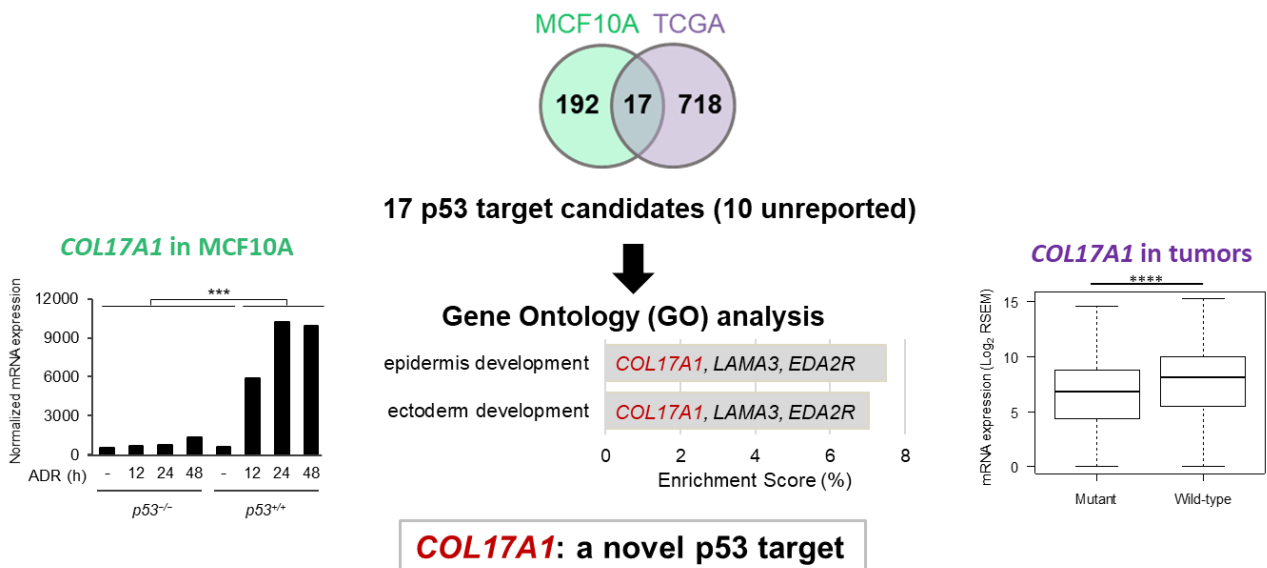 MCF10A TCGA
192 17 718
17 p53 target candidates (10 unreported)
COL17A1 in MCF10A
Normalized mRNA expression
12000
9000
6000
3000
0
***
ADR (h) - 12 24 48 - 12 24 48
p53⁻/⁻ p53⁺/⁺
Gene Ontology (GO) analysis
epidermis development COL17A1, LAMA3, EDA2R
ectoderm development COL17A1, LAMA3, EDA2R
0 2 4 6 8
Enrichment Score (%)
COL17A1 in tumors
****
mRNA expression (Log₂ RSEM)
15
10
5
0
Mutant Wild-type
COL17A1: a novel p53 target